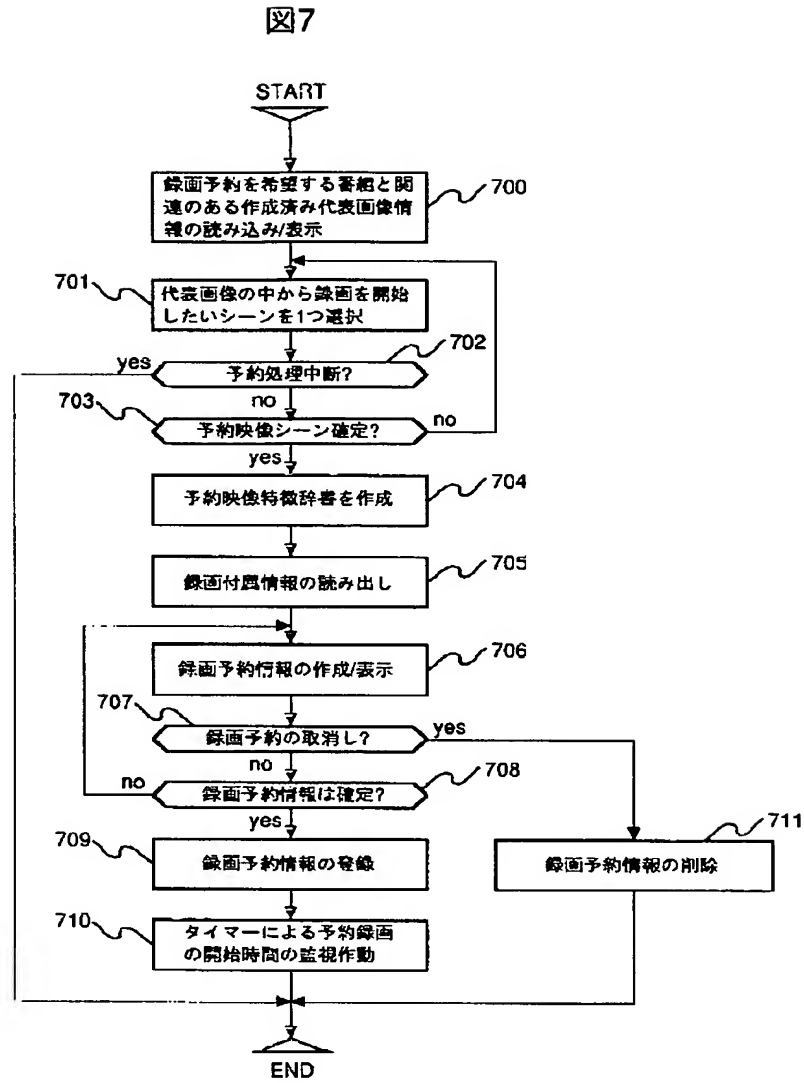 図7
START
録画予約を希望する番組と関
連のある作成済み代表画像情
報の読み込み/表示
700
701
代表画像の中から録画を開始
したいシーンを1つ選択
702
yes
予約処理中断?
no
703
予約映像シーン確定?
no
yes
予約映像特徴辞書を作成
704
録画付属情報の読み出し
705
録画予約情報の作成/表示
706
707
録画予約の取消し?
yes
no
708
no
録画予約情報は確定?
yes
709
録画予約情報の登録
711
録画予約情報の削除
710
タイマーによる予約録画
の開始時間の監視作動
END